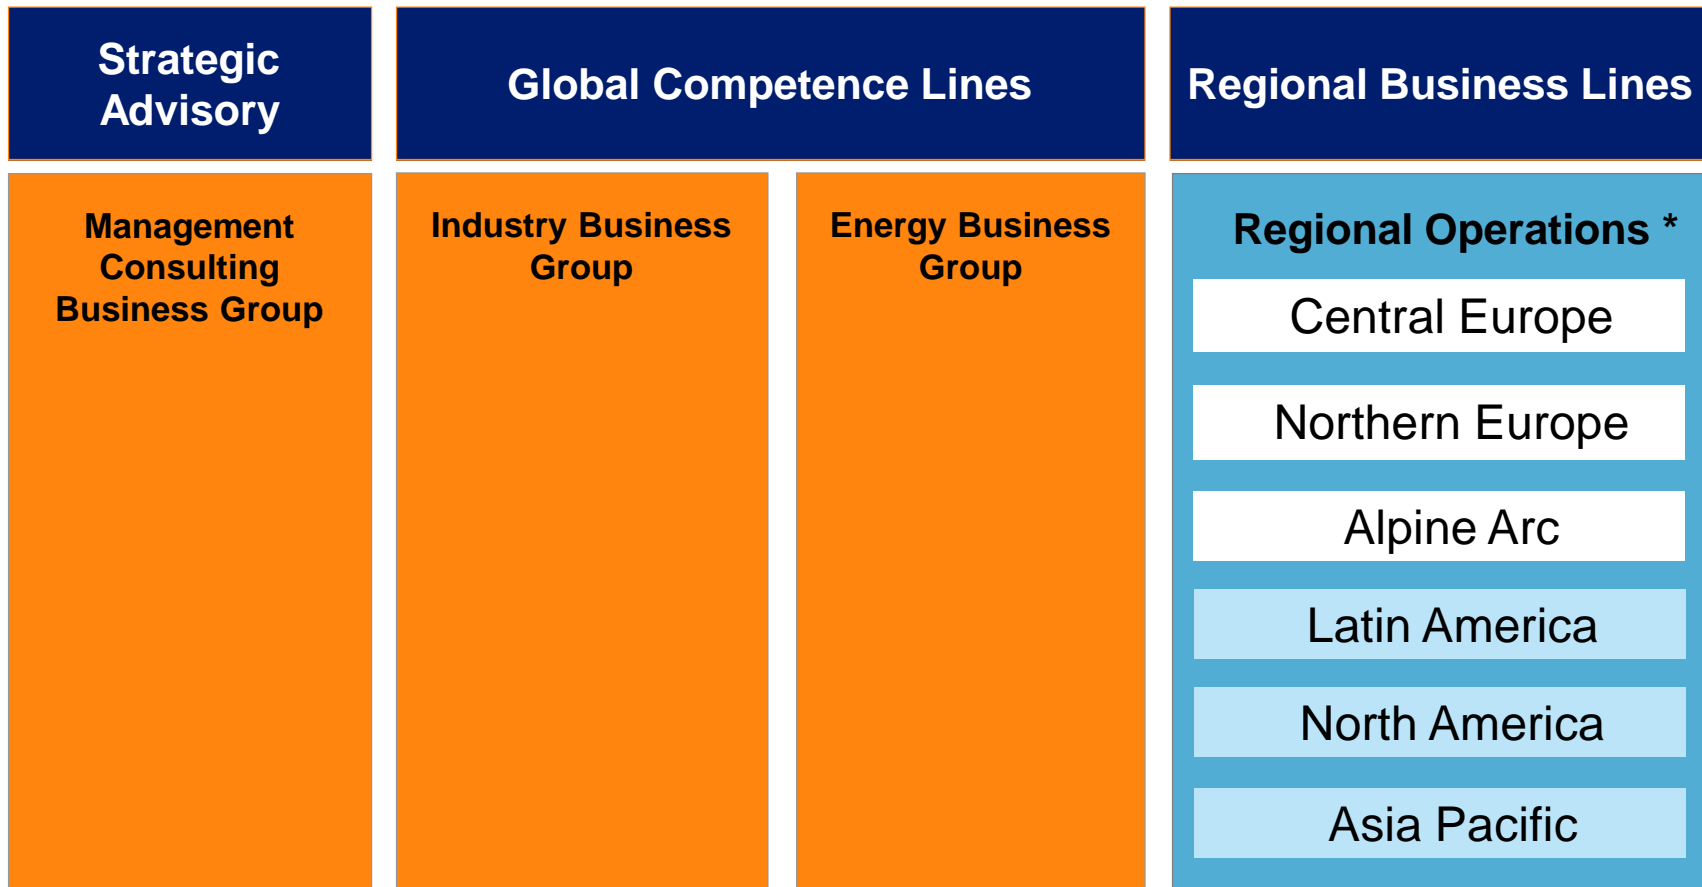 Strategic
Advisory
Global Competence Lines
Regional Business Lines
Management
Consulting
Business Group
Industry Business
Group
Energy Business
Group
Regional Operations *
Central Europe
Northern Europe
Alpine Arc
Latin America
North America
Asia Pacific